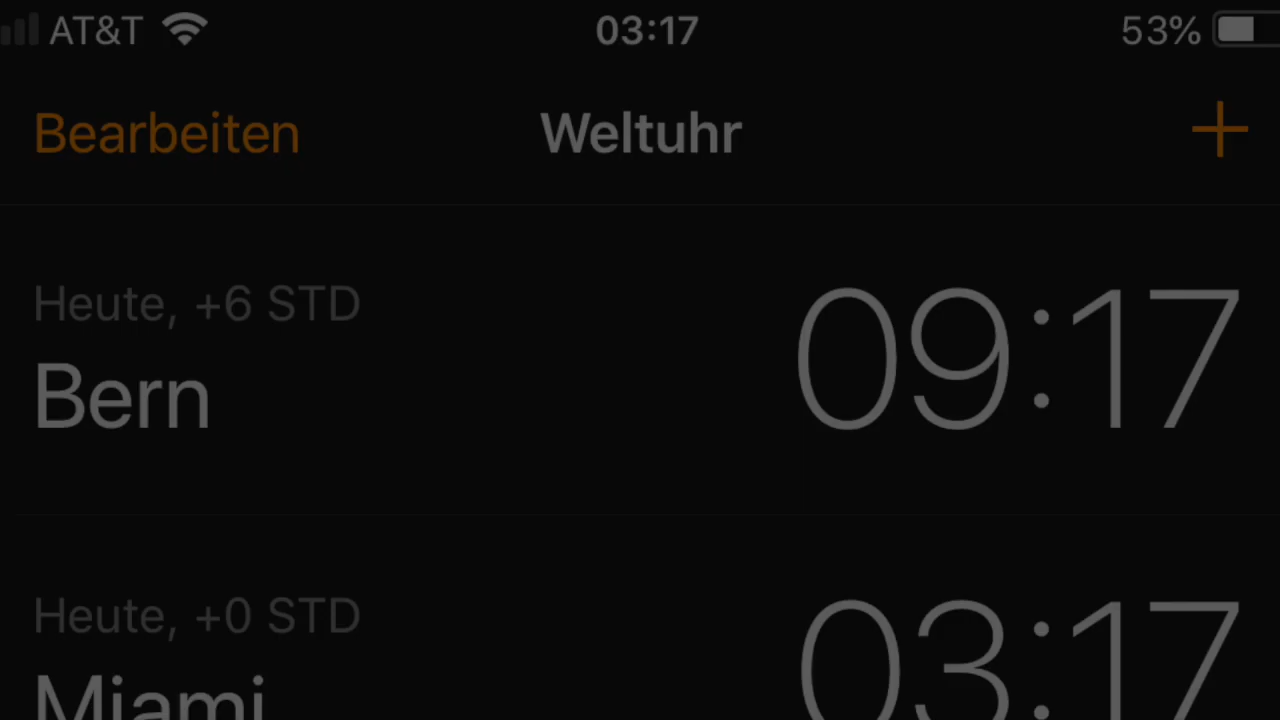 AT&T 03:17 53%
Bearbeiten Weltuhr +
Heute, +6 STD
Bern 09:17
Heute, +0 STD
Miami 03:17